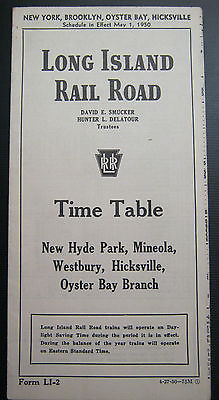 NEW YORK, BROOKLYN, OYSTER BAY, HICKSVILLE
Schedule in Effect May 1, 1950
LONG ISLAND
RAIL ROAD
DAVID E. SMUCKER
HUNTER L. DELATOUR
Trustees
PRR
Time Table
New Hyde Park, Mineola,
Westbury, Hicksville,
Oyster Bay Branch
Long Island Rail Road trains will operate on Day-
light Saving Time during the period it is in effect.
During the balance of the year trains will operate
on Eastern Standard Time.
Form LI-2